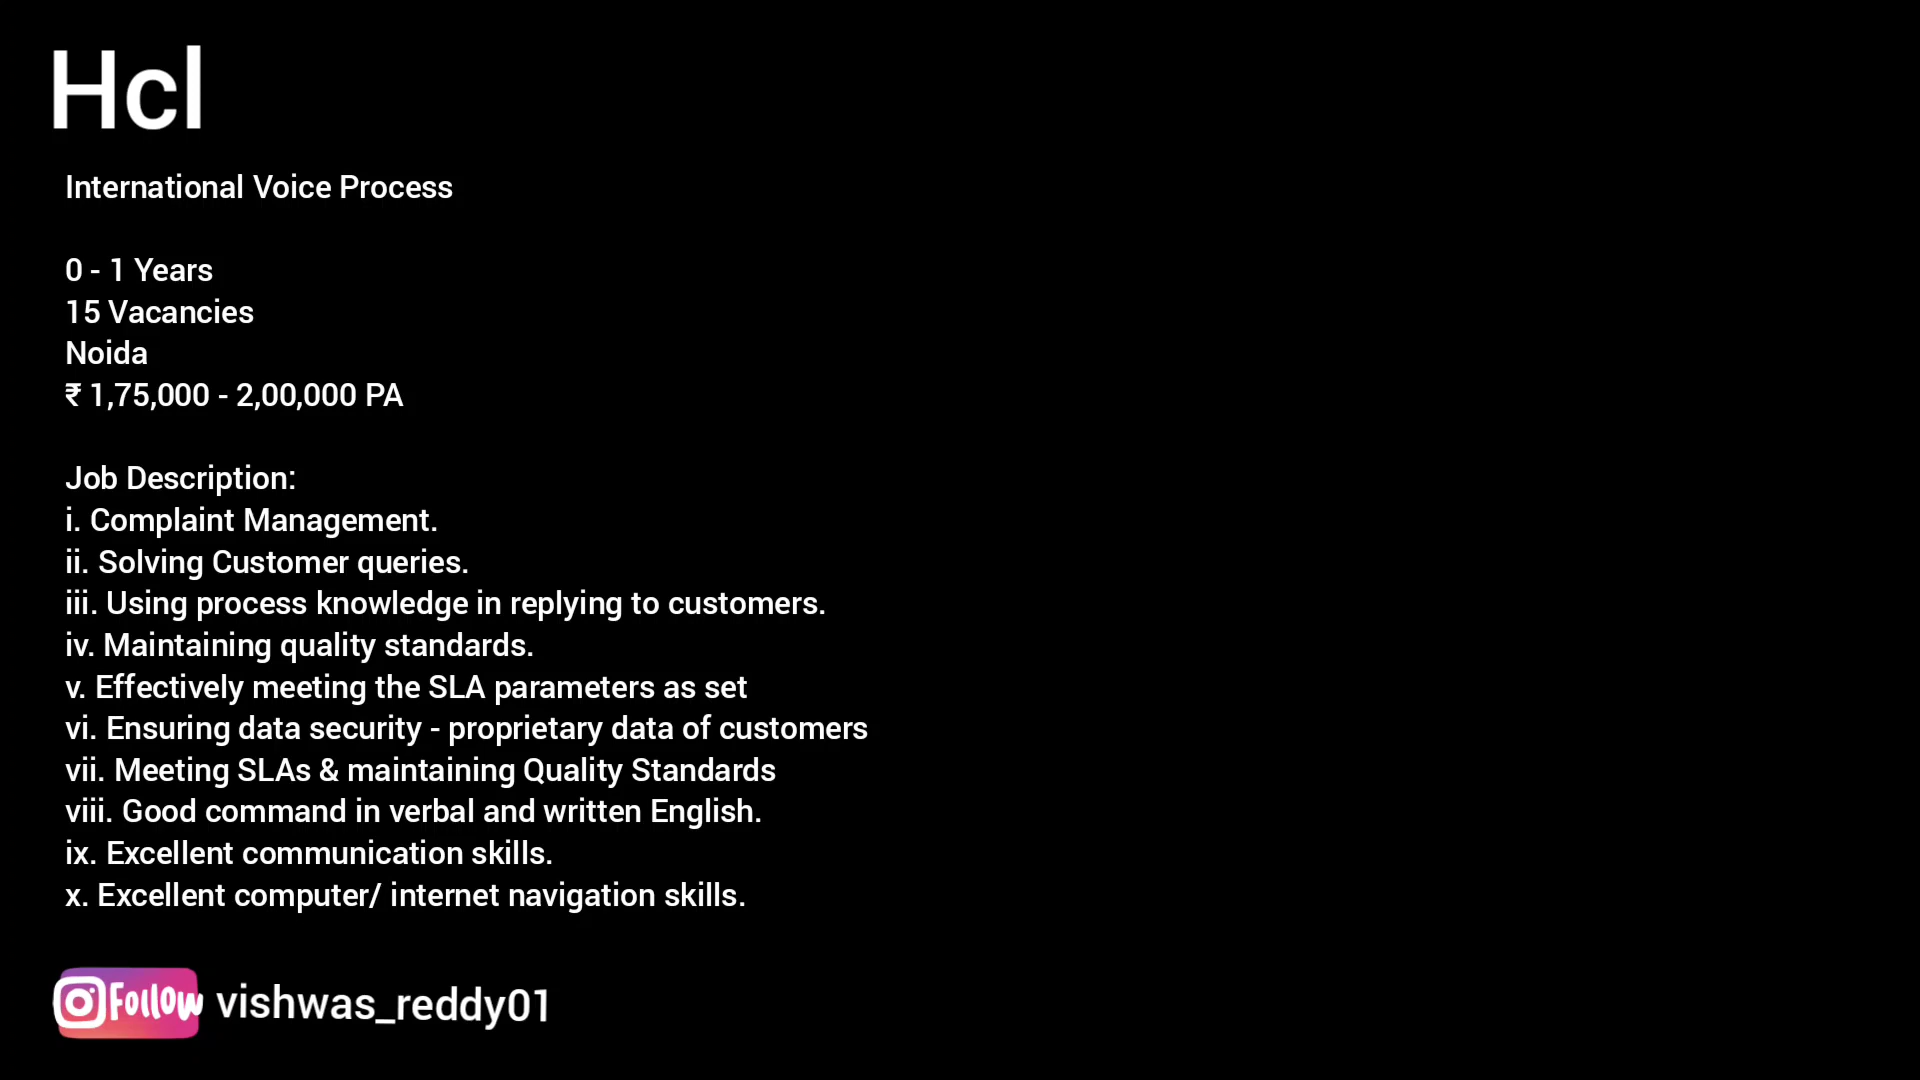 Hcl
International Voice Process
0 - 1 Years
15 Vacancies
Noida
₹ 1,75,000 - 2,00,000 PA
Job Description:
i. Complaint Management.
ii. Solving Customer queries.
iii. Using process knowledge in replying to customers.
iv. Maintaining quality standards.
v. Effectively meeting the SLA parameters as set
vi. Ensuring data security - proprietary data of customers
vii. Meeting SLAs & maintaining Quality Standards
viii. Good command in verbal and written English.
ix. Excellent communication skills.
x. Excellent computer/ internet navigation skills.
Follow vishwas_reddy01